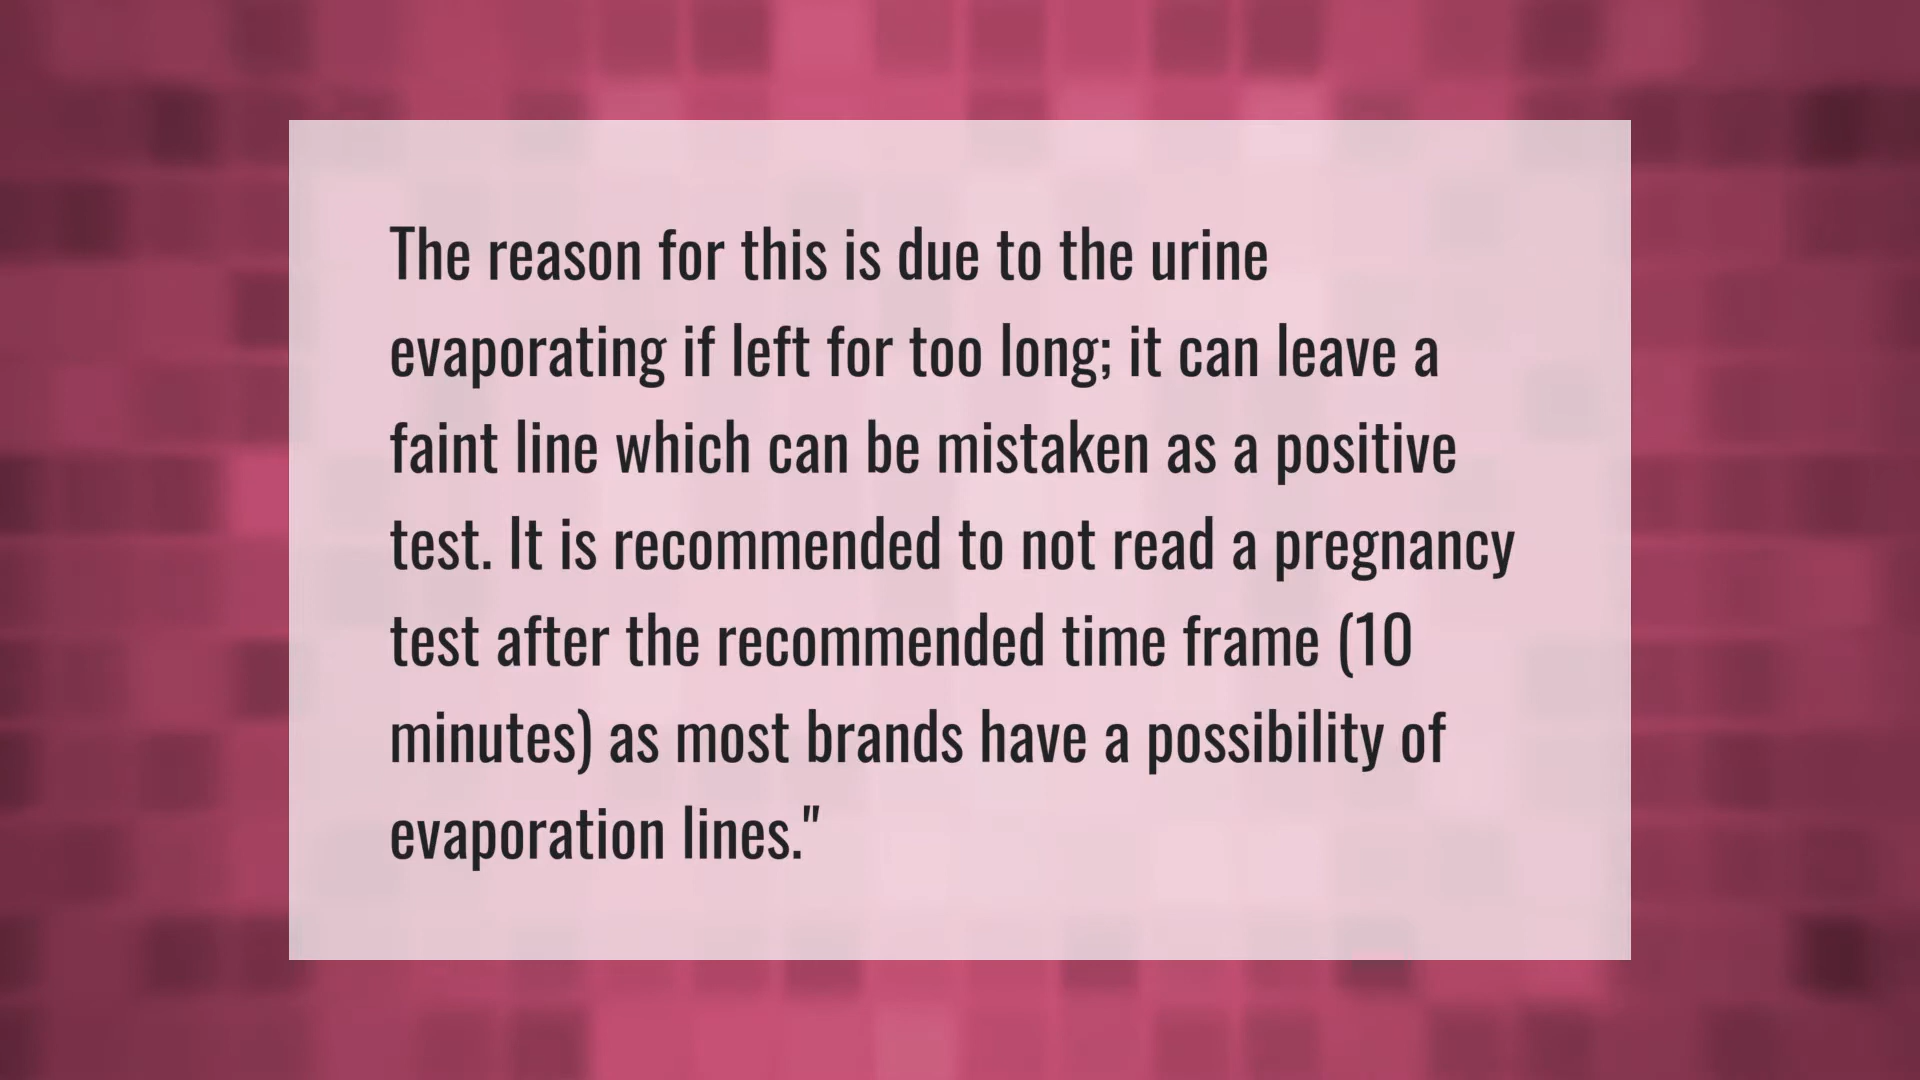 The reason for this is due to the urine
evaporating if left for too long; it can leave a
faint line which can be mistaken as a positive
test. It is recommended to not read a pregnancy
test after the recommended time frame (10
minutes) as most brands have a possibility of
evaporation lines."